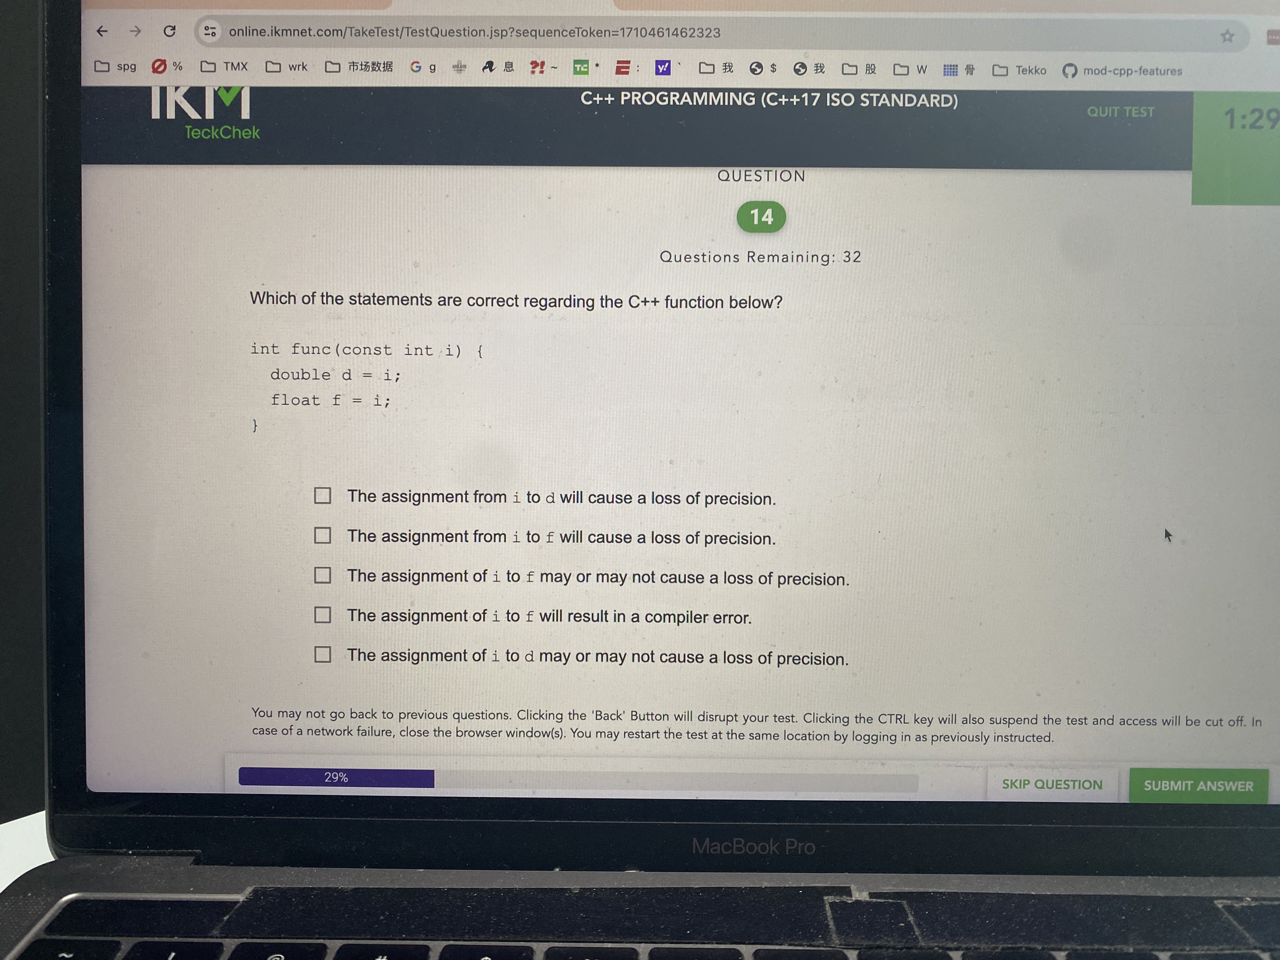 online.ikmnet.com/TakeTest/TestQuestion.jsp?sequenceToken=1710461462323
spg % TMX wrk 市场数据 G g 息 ?! ~ TC E : y! 我 $ 我 股 W 骨 Tekko mod-cpp-features
IKM
TeckChek
C++ PROGRAMMING (C++17 ISO STANDARD)
QUIT TEST
1:29
QUESTION
14
Questions Remaining: 32
Which of the statements are correct regarding the C++ function below?
int func(const int i) {
double d = i;
float f = i;
}
The assignment from i to d will cause a loss of precision.
The assignment from i to f will cause a loss of precision.
The assignment of i to f may or may not cause a loss of precision.
The assignment of i to f will result in a compiler error.
The assignment of i to d may or may not cause a loss of precision.
You may not go back to previous questions. Clicking the 'Back' Button will disrupt your test. Clicking the CTRL key will also suspend the test and access will be cut off. In
case of a network failure, close the browser window(s). You may restart the test at the same location by logging in as previously instructed.
29%
SKIP QUESTION
SUBMIT ANSWER
MacBook Pro